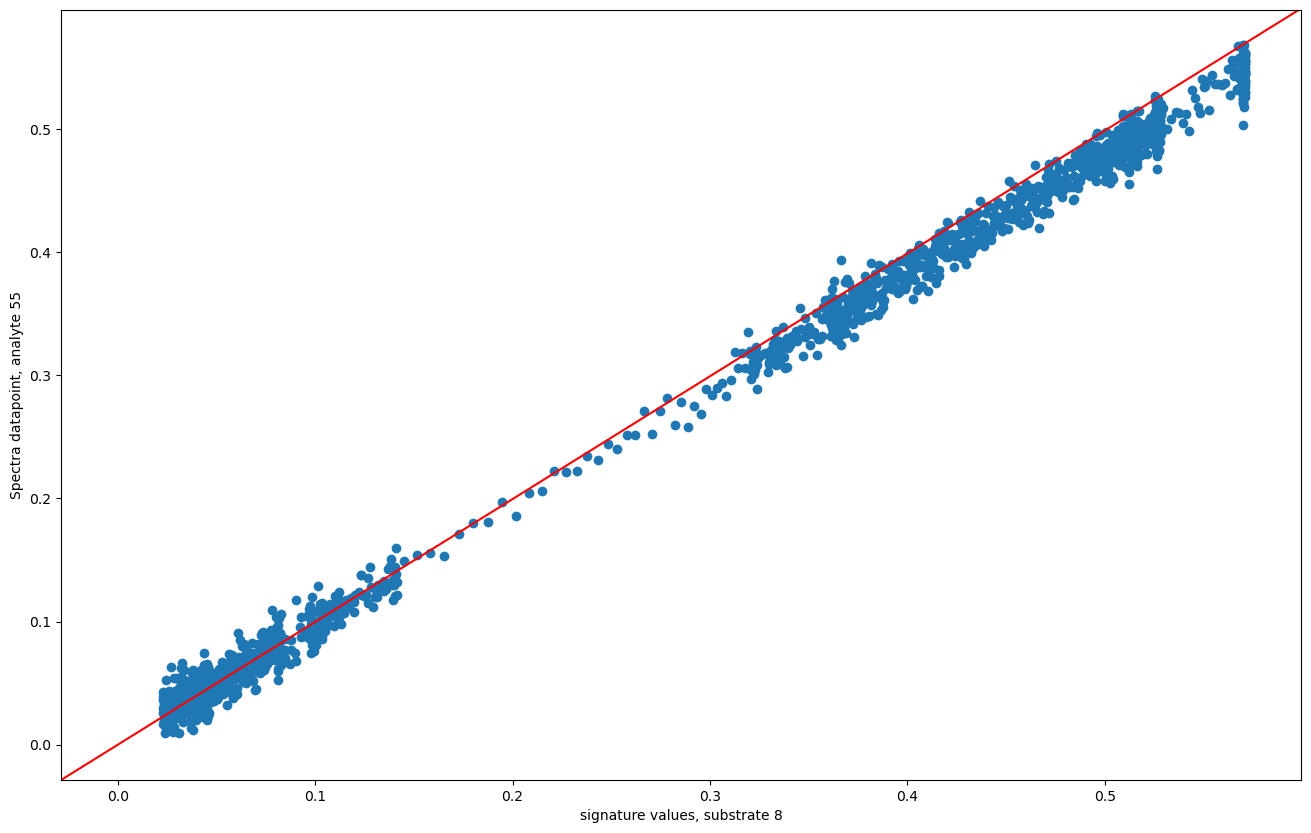 Spectra datapoint, analyte 55
0.5
0.4
0.3
0.2
0.1
0.0
0.0 0.1 0.2 0.3 0.4 0.5
signature values, substrate 8